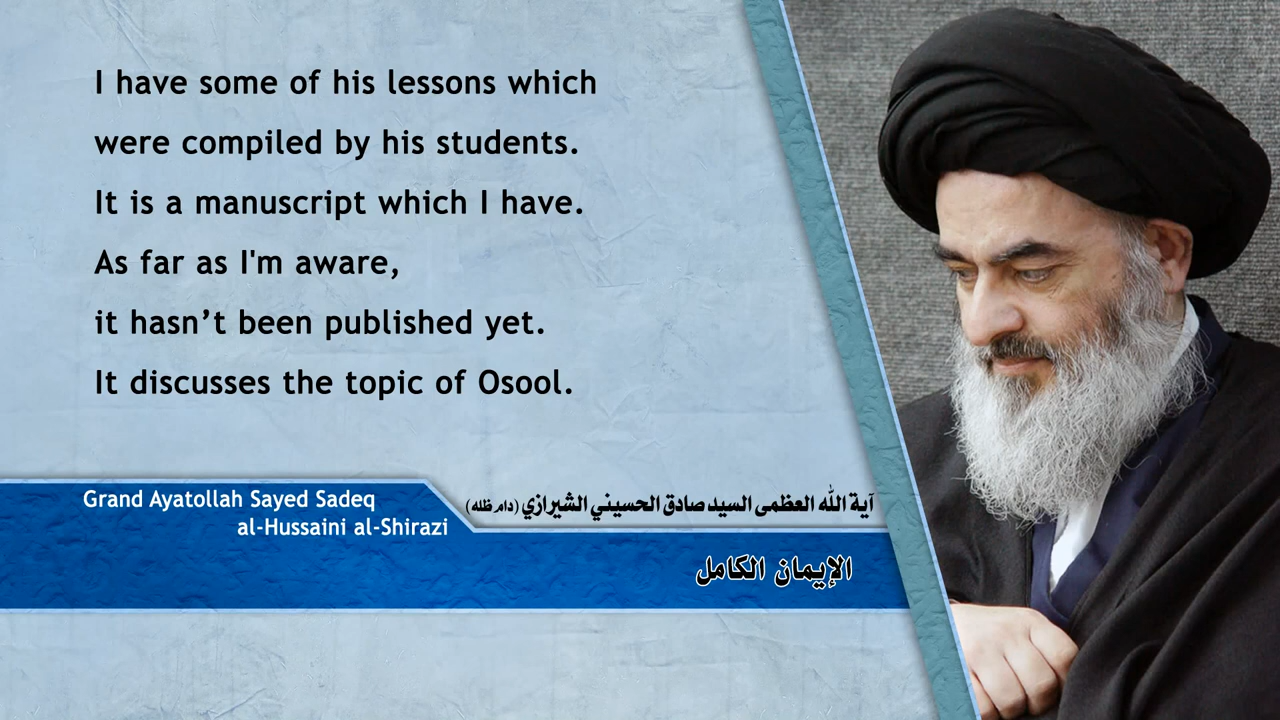 I have some of his lessons which
were compiled by his students.
It is a manuscript which I have.
As far as I'm aware,
it hasn’t been published yet.
It discusses the topic of Osool.
Grand Ayatollah Sayed Sadeq
al-Hussaini al-Shirazi
آية الله العظمى السيد صادق الحسيني الشيرازي (دام ظله)
الإيمان الكامل